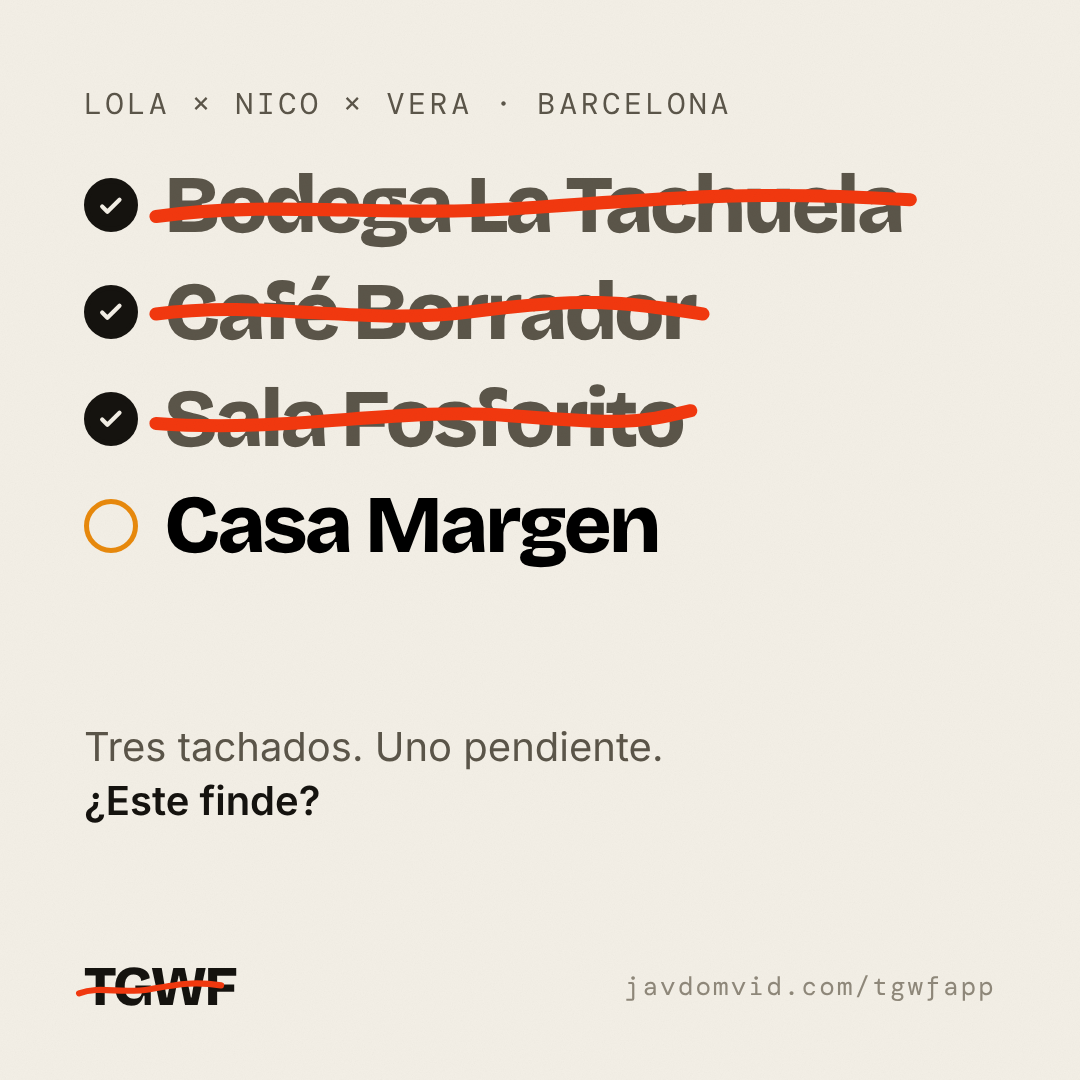 LOLA × NICO × VERA · BARCELONA
Bodega La Tachuela
Café Borrador
Sala Fosforito
Casa Margen
Tres tachados. Uno pendiente.
¿Este finde?
TGWF
javdomvid.com/tgwfapp